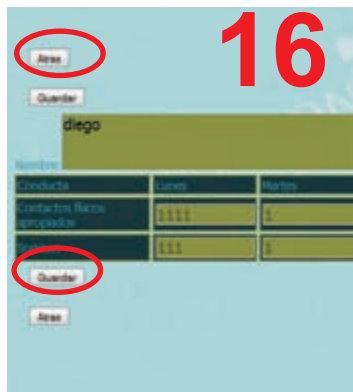 16
Atras
Guardar
diego
Nombre
Conducta Lunes Martes
Contactos físicos
apropiados 1111 1
111 1
Guardar
Atras